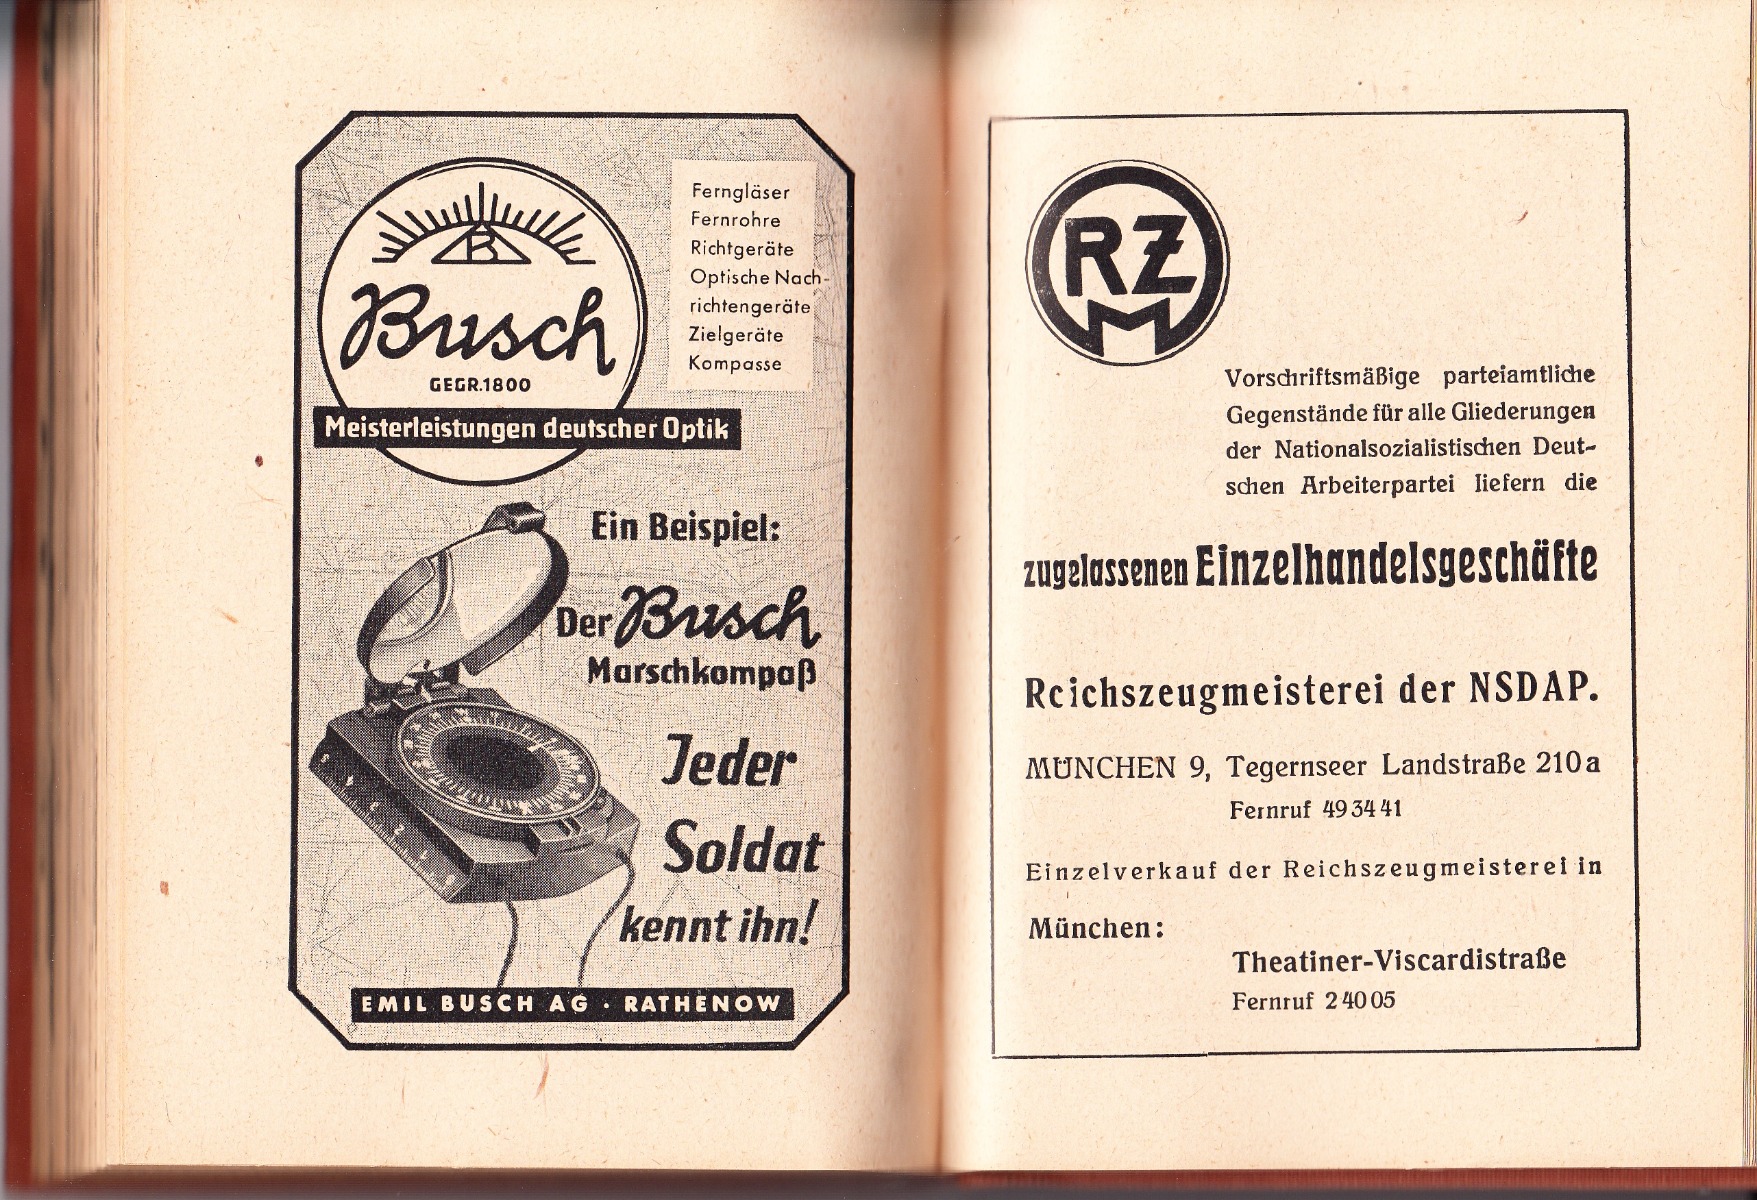 B
Busch
GEGR.1800
Meisterleistungen deutscher Optik
Ferngläser
Fernrohre
Richtgeräte
Optische Nach-
richtengeräte
Zielgeräte
Kompasse
Ein Beispiel:
Der Busch
Marschkompaß
Jeder
Soldat
kennt ihn!
EMIL BUSCH AG · RATHENOW
RZ
M
Vorschriftsmäßige parteiamtliche
Gegenstände für alle Gliederungen
der Nationalsozialistischen Deut-
schen Arbeiterpartei liefern die
zugelassenen Einzelhandelsgeschäfte
Reichszeugmeisterei der NSDAP.
MÜNCHEN 9, Tegernseer Landstraße 210 a
Fernruf 49 34 41
Einzelverkauf der Reichszeugmeisterei in
München:
Theatiner-Viscardistraße
Fernruf 2 40 05